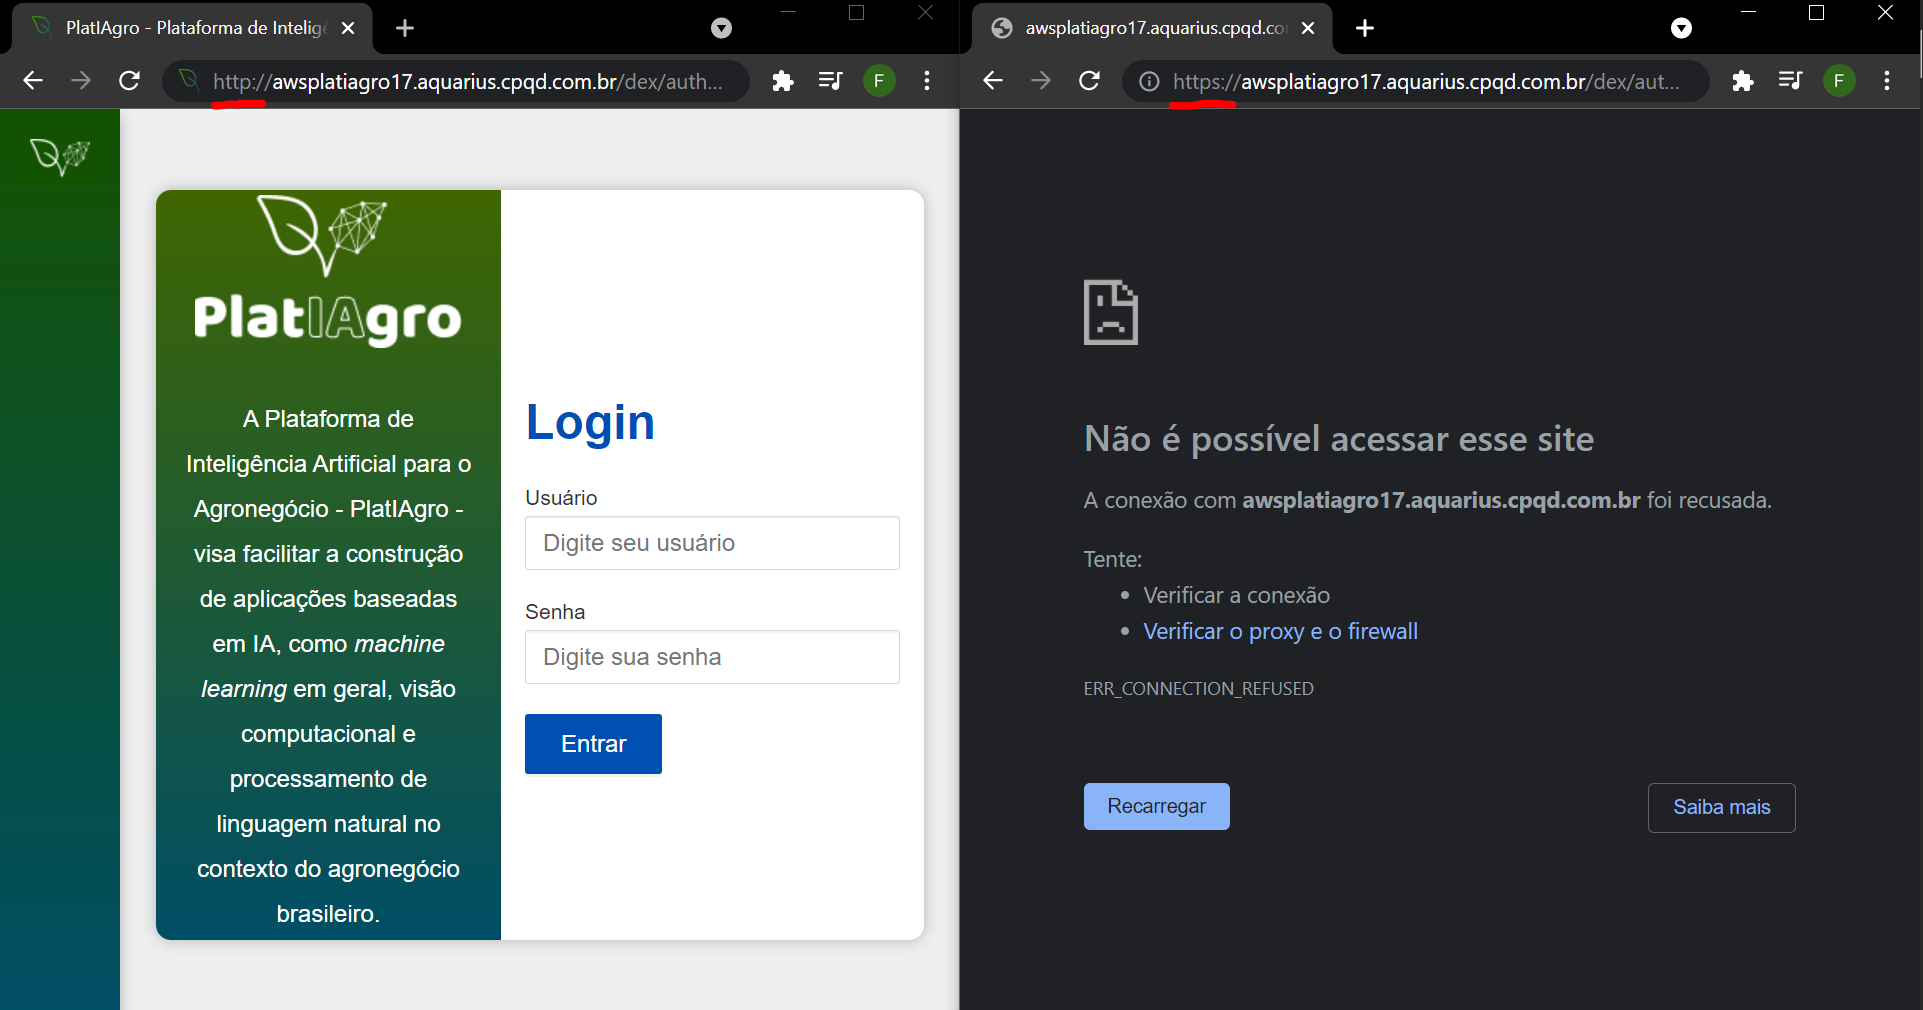 PlatIAgro - Plataforma de Inteligê
http://awsplatiagro17.aquarius.cpqd.com.br/dex/auth...
F
PlatIAgro
A Plataforma de
Inteligência Artificial para o
Agronegócio - PlatIAgro -
visa facilitar a construção
de aplicações baseadas
em IA, como machine
learning em geral, visão
computacional e
processamento de
linguagem natural no
contexto do agronegócio
brasileiro.
Login
Usuário
Digite seu usuário
Senha
Digite sua senha
Entrar
awsplatiagro17.aquarius.cpqd.co
https://awsplatiagro17.aquarius.cpqd.com.br/dex/aut...
F
Não é possível acessar esse site
A conexão com awsplatiagro17.aquarius.cpqd.com.br foi recusada.
Tente:
• Verificar a conexão
• Verificar o proxy e o firewall
ERR_CONNECTION_REFUSED
Recarregar
Saiba mais